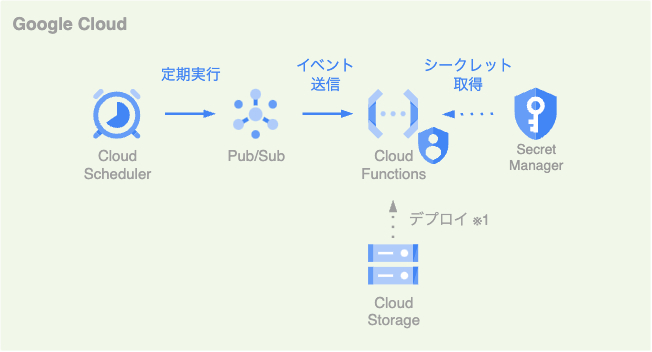 Google Cloud
定期実行
イベント
送信
シークレット
取得
Cloud
Scheduler
Pub/Sub
Cloud
Functions
Secret
Manager
デプロイ ※1
Cloud
Storage